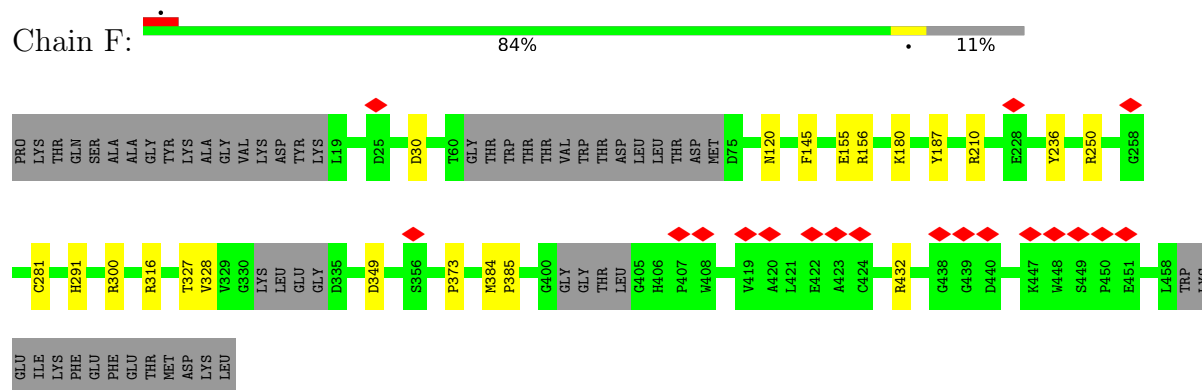 Chain F:
84%
11%
PRO LYS THR GLN SER ALA ALA GLY TYR LYS ALA GLY VAL LYS ASP TYR LYS L19 D25 D30 T60 GLY THR TRP THR THR VAL TRP THR ASP LEU LEU THR ASP MET D75 N120 F145 E155 R156 K180 Y187 R210 E228 Y236 R250 G258
C281 H291 R300 R316 T327 V328 V329 G330 LYS LEU GLU GLY D335 D349 S356 P373 M384 P385 G400 GLY GLY THR LEU G405 H406 P407 W408 V419 A420 L421 E422 A423 C424 R432 G438 G439 D440 K447 W448 S449 P450 E451 L458 TRP LYS
GLU ILE LYS PHE GLU PHE GLU THR MET ASP LYS LEU